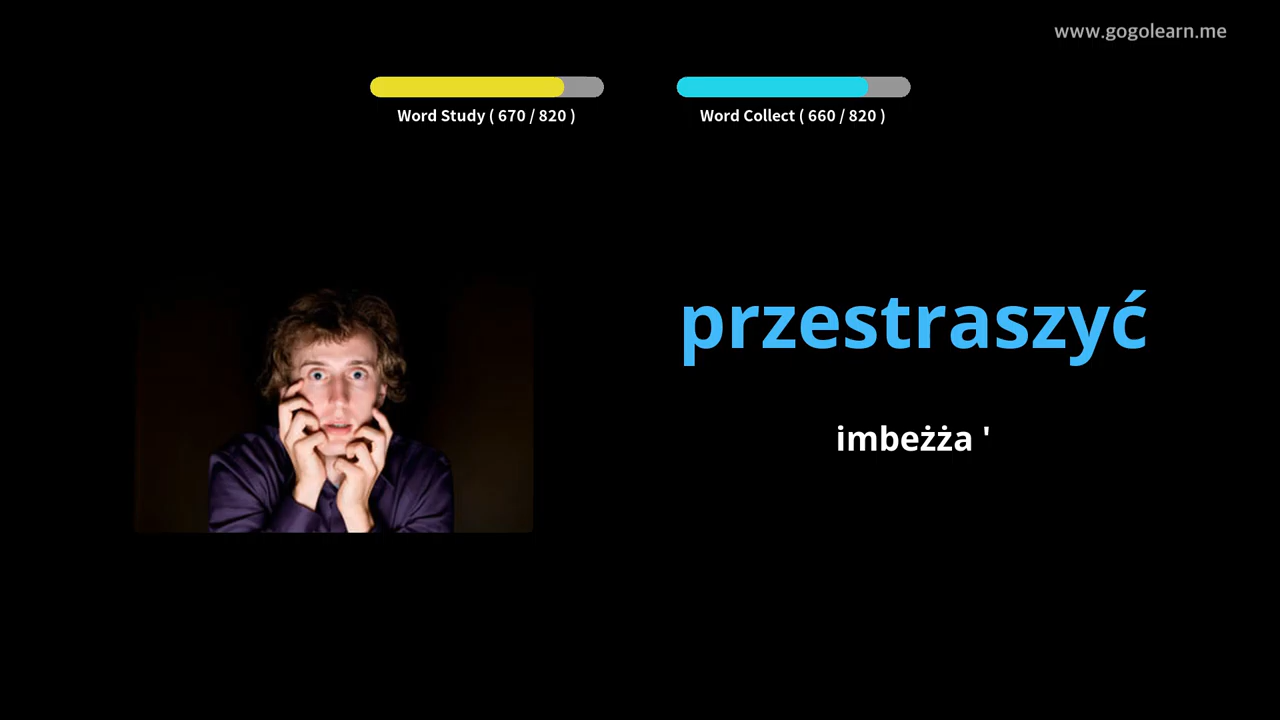 www.gogolearn.me
Word Study ( 670 / 820 )
Word Collect ( 660 / 820 )
przestraszyć
imbeżża '